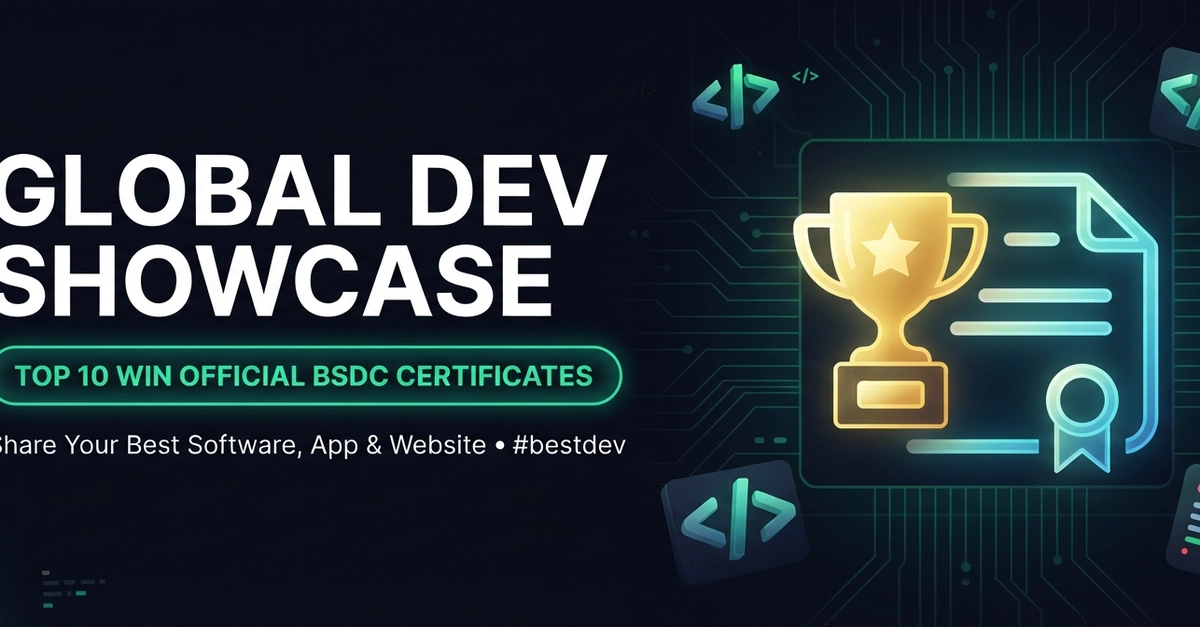 GLOBAL DEV
SHOWCASE
TOP 10 WIN OFFICIAL BSDC CERTIFICATES
Share Your Best Software, App & Website • #bestdev
</>
</>
</>